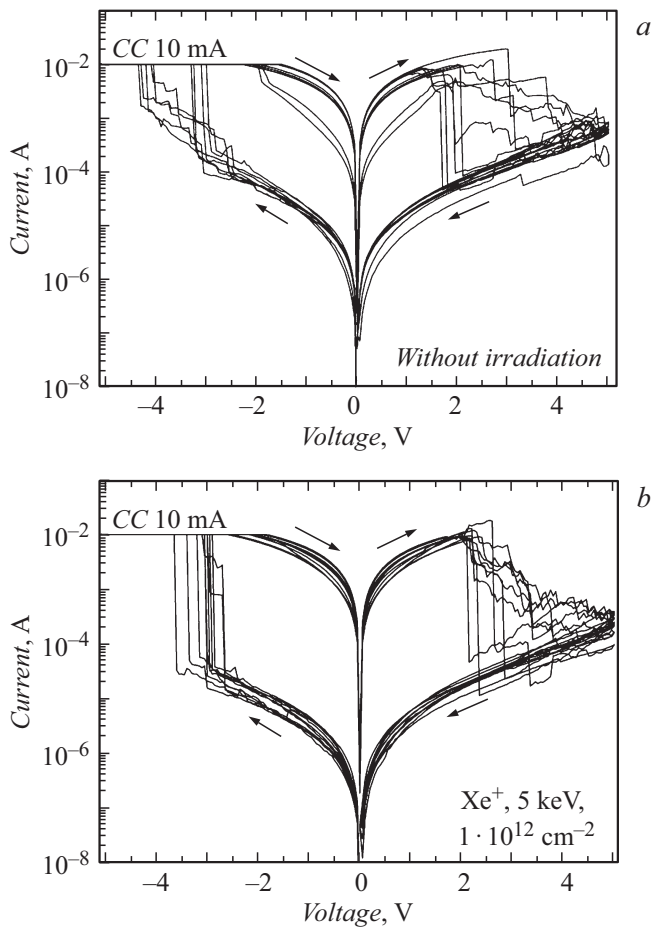 a
CC 10 mA
10⁻²
10⁻⁴
10⁻⁶
10⁻⁸
Current, A
Without irradiation
–4 –2 0 2 4
Voltage, V
b
CC 10 mA
10⁻²
10⁻⁴
10⁻⁶
10⁻⁸
Current, A
Xe⁺, 5 keV,
1 · 10¹² cm⁻²
–4 –2 0 2 4
Voltage, V